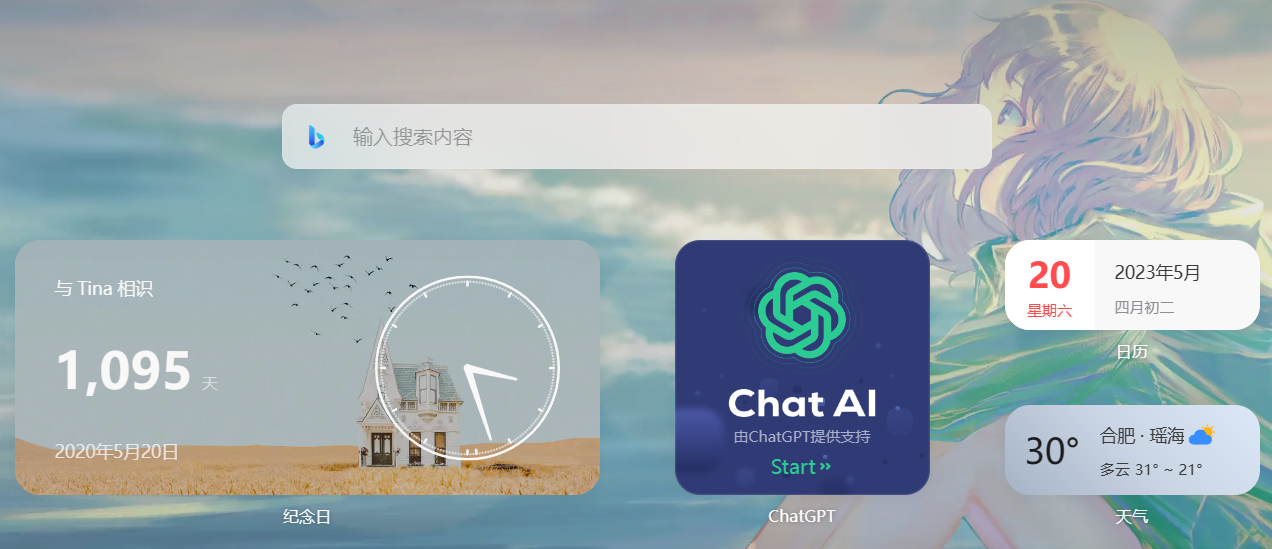 输入搜索内容
与 Tina 相识
1,095 天
2020年5月20日
纪念日
Chat AI
由ChatGPT提供支持
Start »
ChatGPT
20
星期六
2023年5月
四月初二
日历
30°
合肥 · 瑶海
多云 31° ~ 21°
天气